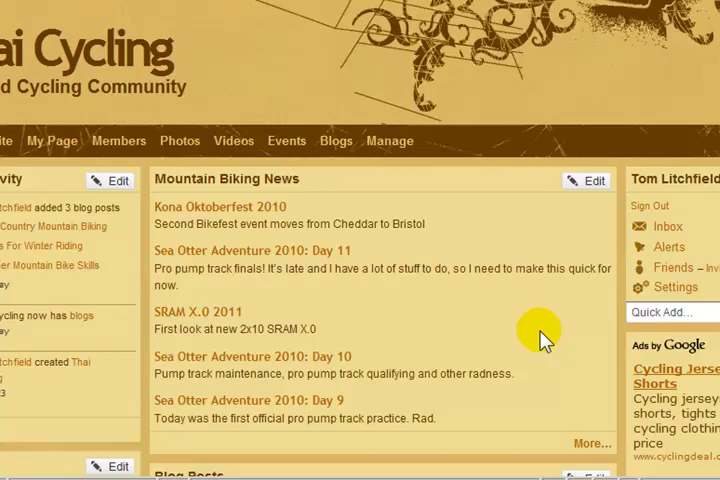 ai Cycling
d Cycling Community
ite My Page Members Photos Videos Events Blogs Manage
vity
Edit
itchfield added 3 blog posts
Country Mountain Biking
s For Winter Riding
er Mountain Bike Skills
ay
ycling now has blogs
ay
itchfield created Thai
g
23
Edit
Mountain Biking News
Edit
Kona Oktoberfest 2010
Second Bikefest event moves from Cheddar to Bristol
Sea Otter Adventure 2010: Day 11
Pro pump track finals! It's late and I have a lot of stuff to do, so I need to make this quick for
now.
SRAM X.0 2011
First look at new 2x10 SRAM X.0
Sea Otter Adventure 2010: Day 10
Pump track maintenance, pro pump track qualifying and other radness.
Sea Otter Adventure 2010: Day 9
Today was the first official pro pump track practice. Rad.
More...
Blog Posts
Edit
Tom Litchfield
Sign Out
Inbox
Alerts
Friends – Inv
Settings
Quick Add...
Ads by Google
Cycling Jerse
Shorts
Cycling jersey
shorts, tights
cycling clothin
price
www.cyclingdeal.c